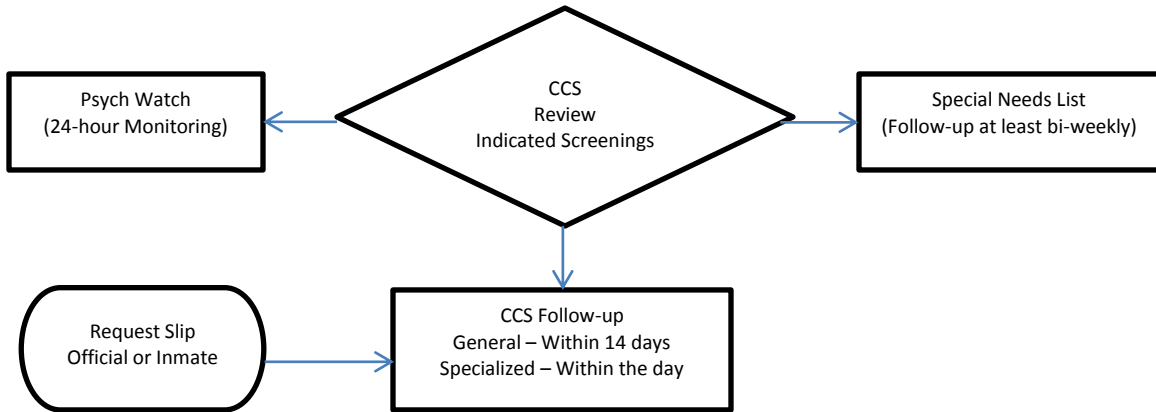 Psych Watch
(24-hour Monitoring)
CCS
Review
Indicated Screenings
Special Needs List
(Follow-up at least bi-weekly)
Request Slip
Official or Inmate
CCS Follow-up
General – Within 14 days
Specialized – Within the day